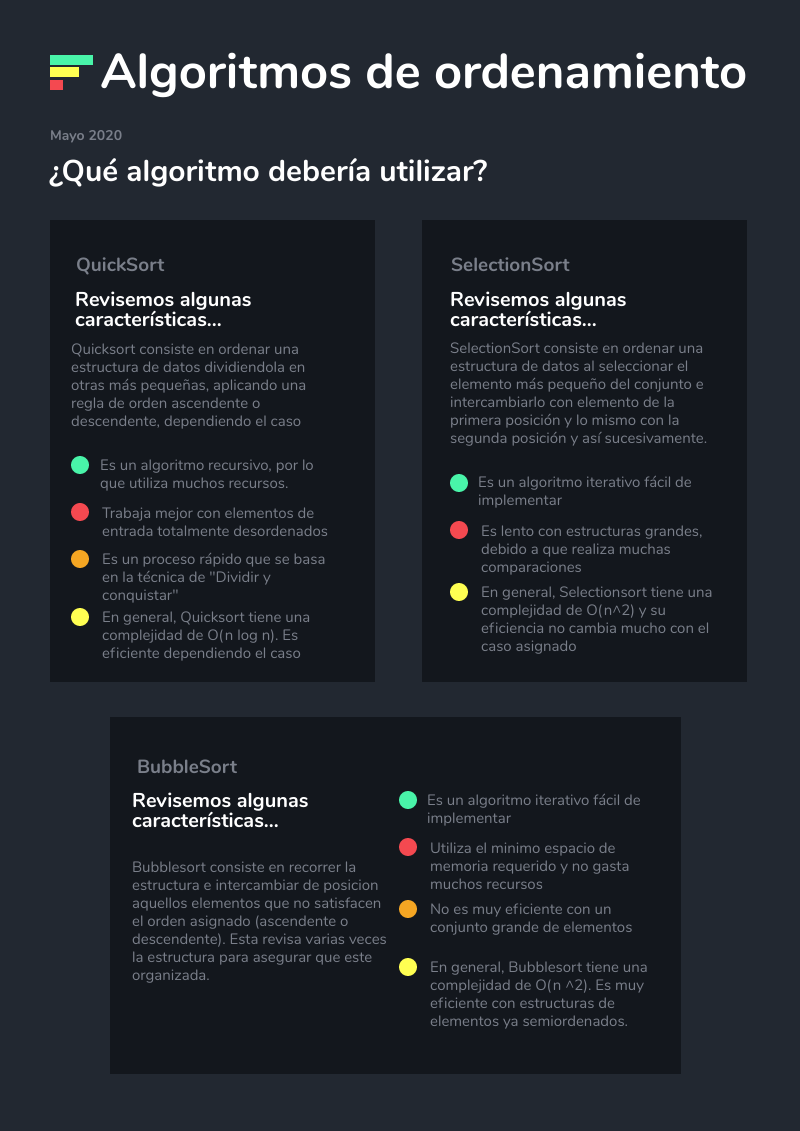 Algoritmos de ordenamiento
Mayo 2020
¿Qué algoritmo debería utilizar?
QuickSort
Revisemos algunas
características...
Quicksort consiste en ordenar una
estructura de datos dividiendola en
otras más pequeñas, aplicando una
regla de orden ascendente o
descendente, dependiendo el caso
Es un algoritmo recursivo, por lo
que utiliza muchos recursos.
Trabaja mejor con elementos de
entrada totalmente desordenados
Es un proceso rápido que se basa
en la técnica de "Dividir y
conquistar"
En general, Quicksort tiene una
complejidad de O(n log n). Es
eficiente dependiendo el caso
SelectionSort
Revisemos algunas
características...
SelectionSort consiste en ordenar una
estructura de datos al seleccionar el
elemento más pequeño del conjunto e
intercambiarlo con elemento de la
primera posición y lo mismo con la
segunda posición y así sucesivamente.
Es un algoritmo iterativo fácil de
implementar
Es lento con estructuras grandes,
debido a que realiza muchas
comparaciones
En general, Selectionsort tiene una
complejidad de O(n^2) y su
eficiencia no cambia mucho con el
caso asignado
BubbleSort
Revisemos algunas
características...
Bubblesort consiste en recorrer la
estructura e intercambiar de posicion
aquellos elementos que no satisfacen
el orden asignado (ascendente o
descendente). Esta revisa varias veces
la estructura para asegurar que este
organizada.
Es un algoritmo iterativo fácil de
implementar
Utiliza el minimo espacio de
memoria requerido y no gasta
muchos recursos
No es muy eficiente con un
conjunto grande de elementos
En general, Bubblesort tiene una
complejidad de O(n ^2). Es muy
eficiente con estructuras de
elementos ya semiordenados.